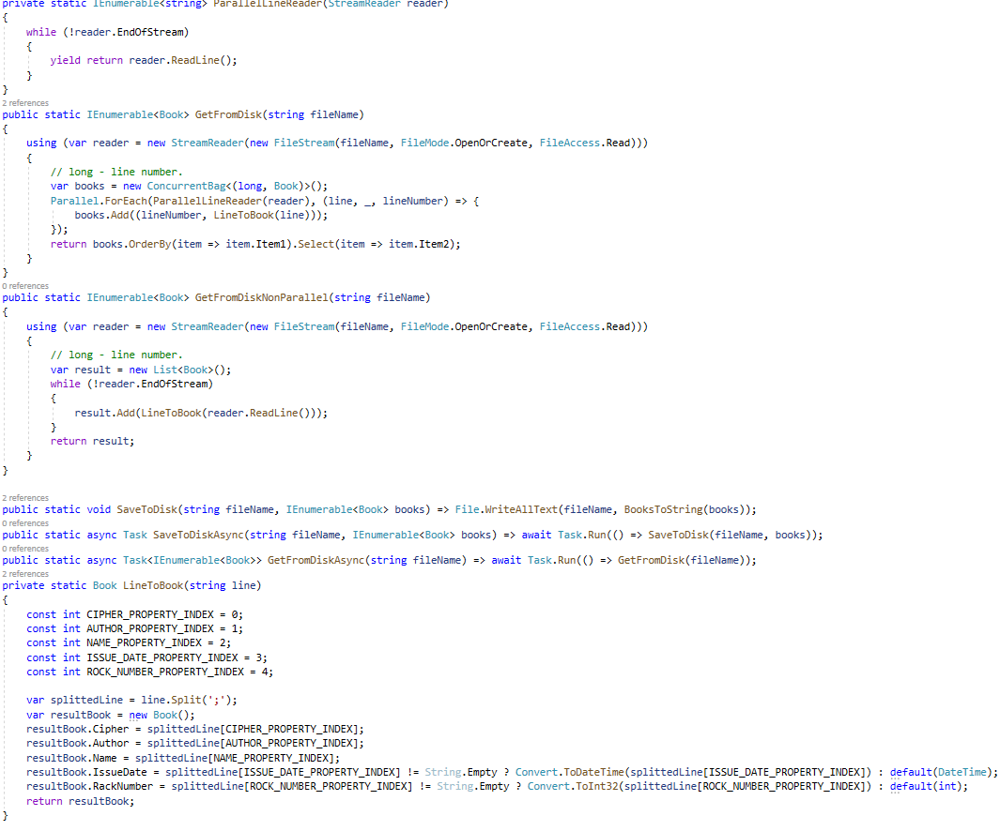 private static IEnumerable<string> ParallelLineReader(StreamReader reader)
{
    while (!reader.EndOfStream)
    {
        yield return reader.ReadLine();
    }
}
2 references
public static IEnumerable<Book> GetFromDisk(string fileName)
{
    using (var reader = new StreamReader(new FileStream(fileName, FileMode.OpenOrCreate, FileAccess.Read)))
    {
        // long - line number.
        var books = new ConcurrentBag<(long, Book)>();
        Parallel.ForEach(ParallelLineReader(reader), (line, _, lineNumber) => {
            books.Add((lineNumber, LineToBook(line)));
        });
        return books.OrderBy(item => item.Item1).Select(item => item.Item2);
    }
}
0 references
public static IEnumerable<Book> GetFromDiskNonParallel(string fileName)
{
    using (var reader = new StreamReader(new FileStream(fileName, FileMode.OpenOrCreate, FileAccess.Read)))
    {
        // long - line number.
        var result = new List<Book>();
        while (!reader.EndOfStream)
        {
            result.Add(LineToBook(reader.ReadLine()));
        }
        return result;
    }
}
2 references
public static void SaveToDisk(string fileName, IEnumerable<Book> books) => File.WriteAllText(fileName, BooksToString(books));
0 references
public static async Task SaveToDiskAsync(string fileName, IEnumerable<Book> books) => await Task.Run(() => SaveToDisk(fileName, books));
0 references
public static async Task<IEnumerable<Book>> GetFromDiskAsync(string fileName) => await Task.Run(() => GetFromDisk(fileName));
2 references
private static Book LineToBook(string line)
{
    const int CIPHER_PROPERTY_INDEX = 0;
    const int AUTHOR_PROPERTY_INDEX = 1;
    const int NAME_PROPERTY_INDEX = 2;
    const int ISSUE_DATE_PROPERTY_INDEX = 3;
    const int ROCK_NUMBER_PROPERTY_INDEX = 4;

    var splittedLine = line.Split(';');
    var resultBook = new Book();
    resultBook.Cipher = splittedLine[CIPHER_PROPERTY_INDEX];
    resultBook.Author = splittedLine[AUTHOR_PROPERTY_INDEX];
    resultBook.Name = splittedLine[NAME_PROPERTY_INDEX];
    resultBook.IssueDate = splittedLine[ISSUE_DATE_PROPERTY_INDEX] != String.Empty ? Convert.ToDateTime(splittedLine[ISSUE_DATE_PROPERTY_INDEX]) : default(DateTime);
    resultBook.RackNumber = splittedLine[ROCK_NUMBER_PROPERTY_INDEX] != String.Empty ? Convert.ToInt32(splittedLine[ROCK_NUMBER_PROPERTY_INDEX]) : default(int);
    return resultBook;
}